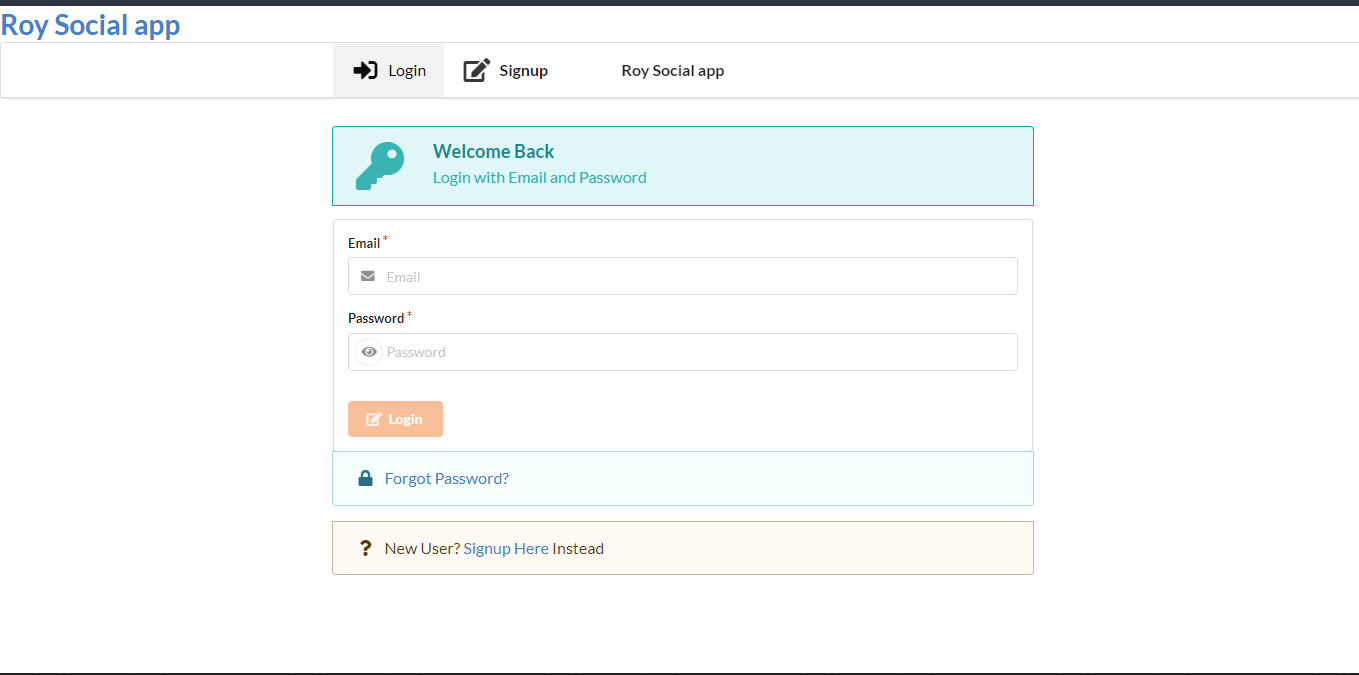 Roy Social app
Login Signup Roy Social app
Welcome Back
Login with Email and Password
Email *
Email
Password *
Password
Login
Forgot Password?
? New User? Signup Here Instead